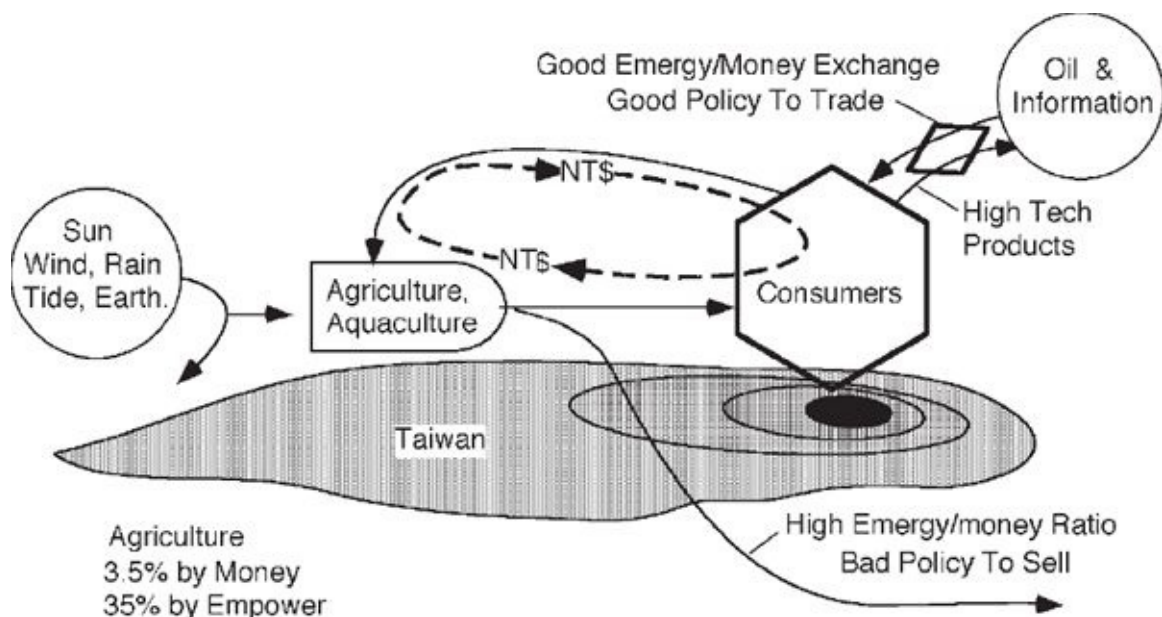 Good Emergy/Money Exchange
Good Policy To Trade
Oil &
Information
NT$
High Tech
Products
Sun
Wind, Rain
Tide, Earth.
NT$
Agriculture,
Aquaculture
Consumers
Taiwan
High Emergy/money Ratio
Bad Policy To Sell
Agriculture
3.5% by Money
35% by Empower